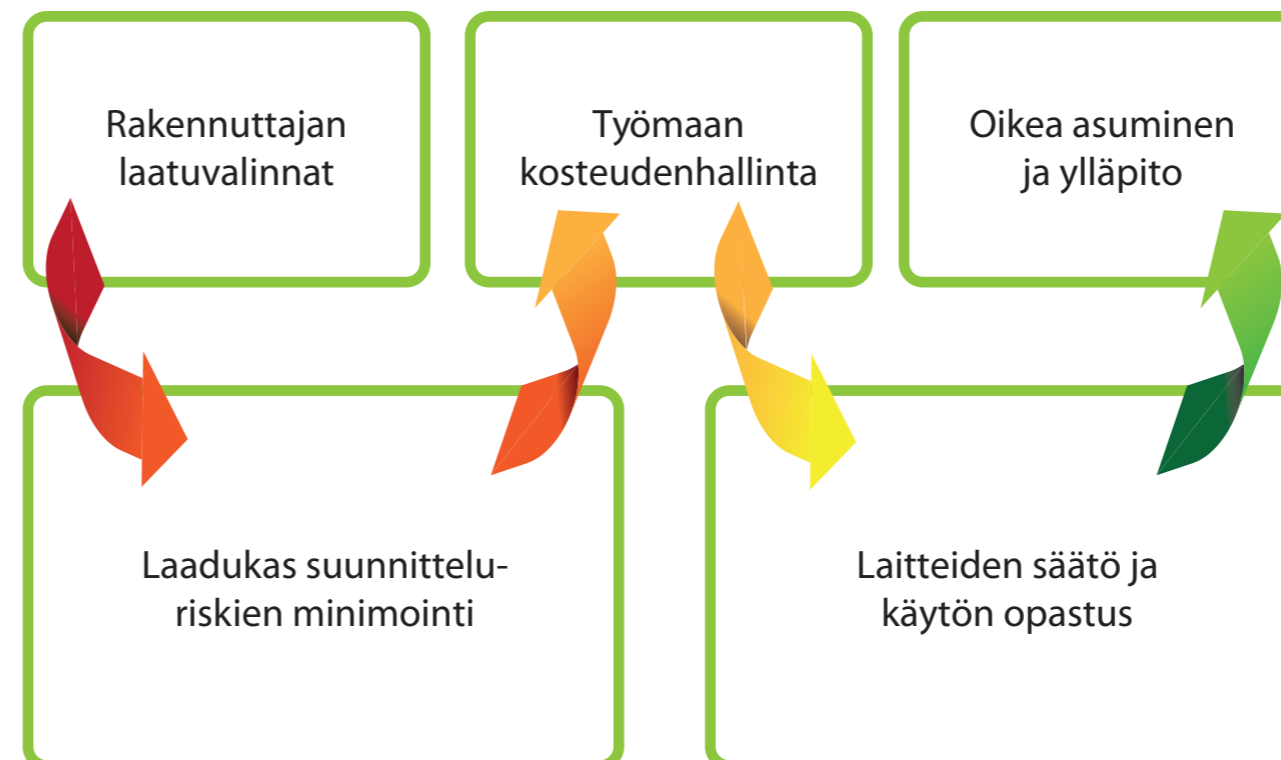 Rakennuttajan
laatuvalinnat
Työmaan
kosteudenhallinta
Oikea asuminen
ja ylläpito
Laadukas suunnittelu-
riskien minimointi
Laitteiden säätö ja
käytön opastus